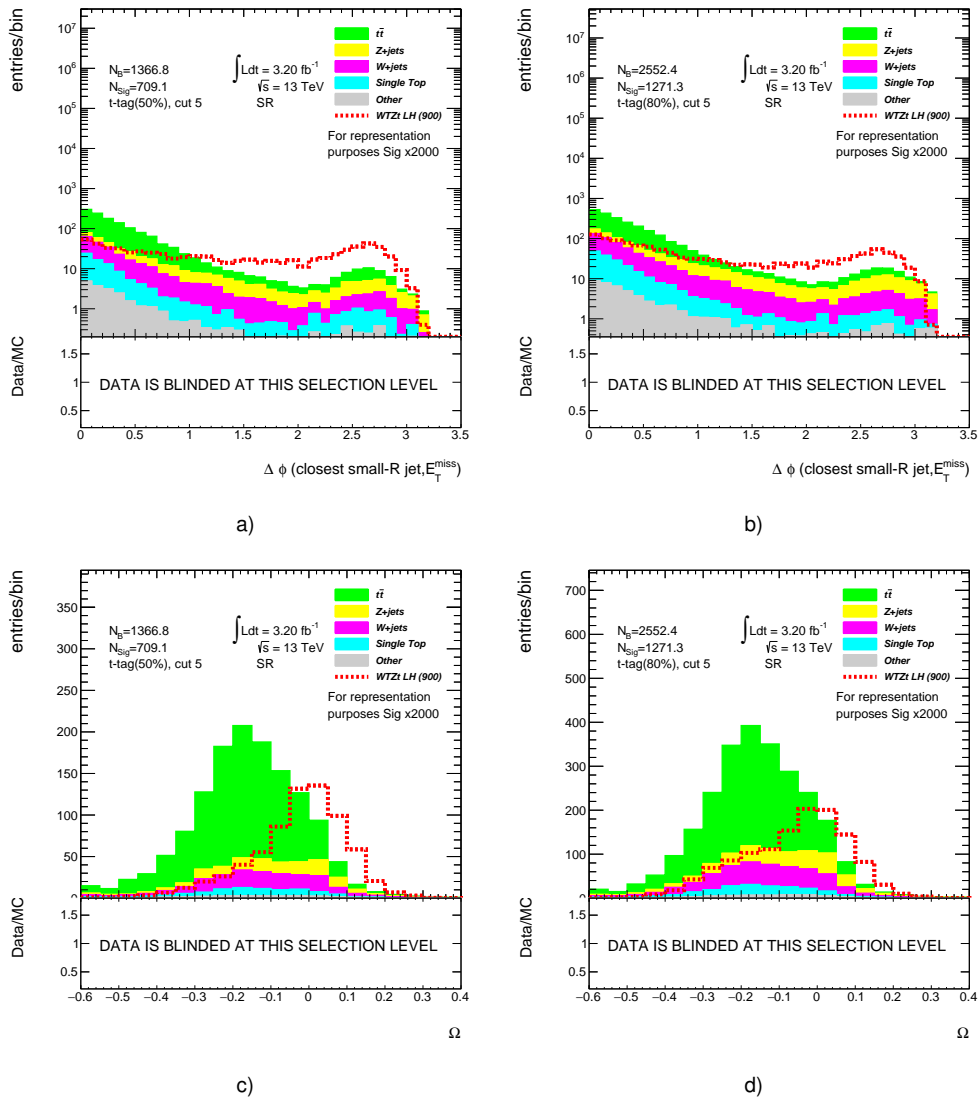 entries/bin
10^7
10^6
10^5
10^4
10^3
10^2
10
1
N_B=1366.8
N_Sig=709.1
t-tag(50%), cut 5
∫Ldt = 3.20 fb^-1
√s = 13 TeV
SR
tt̄
Z+jets
W+jets
Single Top
Other
WTZt LH (900)
For representation
purposes Sig x2000
Data/MC
1.5
1
0.5
DATA IS BLINDED AT THIS SELECTION LEVEL
0 0.5 1 1.5 2 2.5 3 3.5
Δ ϕ (closest small-R jet,E_T^miss)
a)
entries/bin
10^7
10^6
10^5
10^4
10^3
10^2
10
1
N_B=2552.4
N_Sig=1271.3
t-tag(80%), cut 5
∫Ldt = 3.20 fb^-1
√s = 13 TeV
SR
tt̄
Z+jets
W+jets
Single Top
Other
WTZt LH (900)
For representation
purposes Sig x2000
Data/MC
1.5
1
0.5
DATA IS BLINDED AT THIS SELECTION LEVEL
0 0.5 1 1.5 2 2.5 3 3.5
Δ ϕ (closest small-R jet,E_T^miss)
b)
entries/bin
350
300
250
200
150
100
50
0
N_B=1366.8
N_Sig=709.1
t-tag(50%), cut 5
∫Ldt = 3.20 fb^-1
√s = 13 TeV
SR
tt̄
Z+jets
W+jets
Single Top
Other
WTZt LH (900)
For representation
purposes Sig x2000
Data/MC
1.5
1
0.5
DATA IS BLINDED AT THIS SELECTION LEVEL
−0.6 −0.5 −0.4 −0.3 −0.2 −0.1 0 0.1 0.2 0.3 0.4
Ω
c)
entries/bin
700
600
500
400
300
200
100
0
N_B=2552.4
N_Sig=1271.3
t-tag(80%), cut 5
∫Ldt = 3.20 fb^-1
√s = 13 TeV
SR
tt̄
Z+jets
W+jets
Single Top
Other
WTZt LH (900)
For representation
purposes Sig x2000
Data/MC
1.5
1
0.5
DATA IS BLINDED AT THIS SELECTION LEVEL
−0.6 −0.5 −0.4 −0.3 −0.2 −0.1 0 0.1 0.2 0.3 0.4
Ω
d)